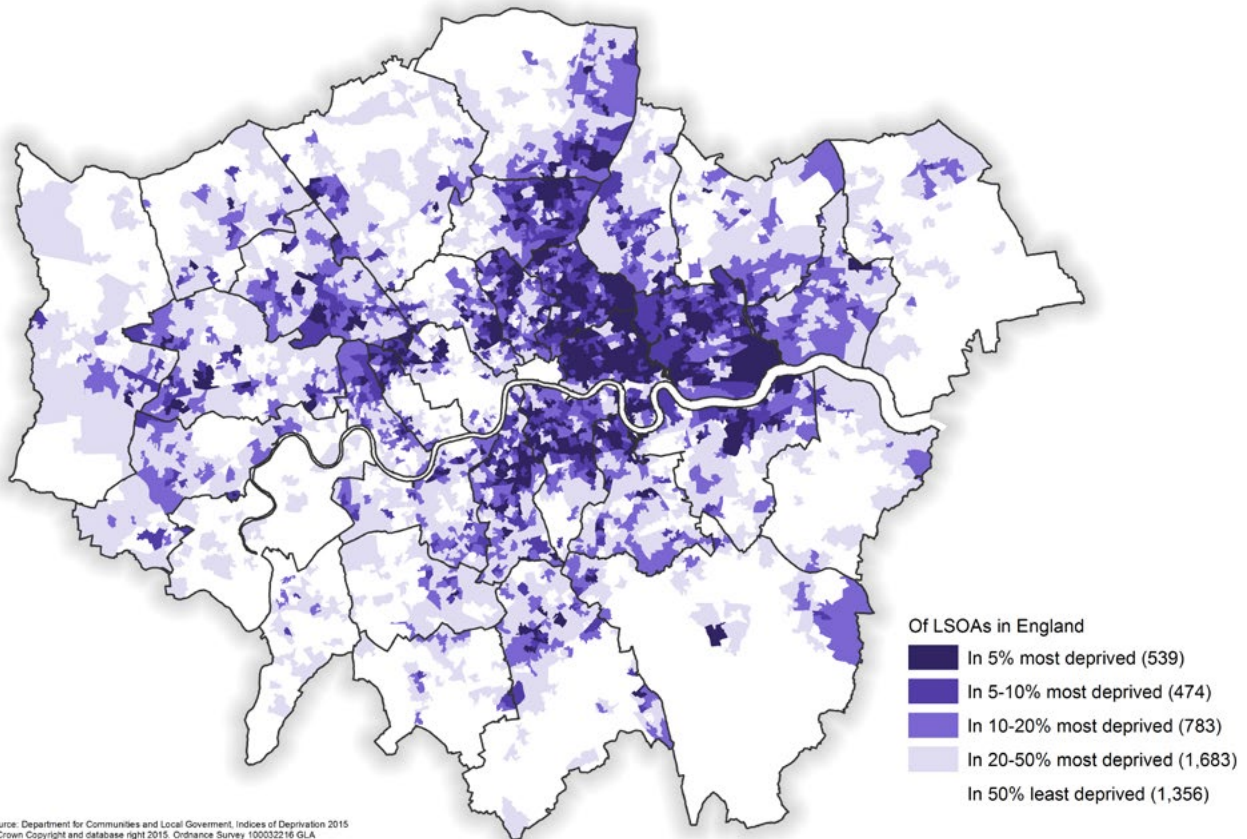 Of LSOAs in England
In 5% most deprived (539)
In 5-10% most deprived (474)
In 10-20% most deprived (783)
In 20-50% most deprived (1,683)
In 50% least deprived (1,356)
urce: Department for Communities and Local Goverment, Indices of Deprivation 2015
Crown Copyright and database right 2015. Ordnance Survey 100032216 GLA